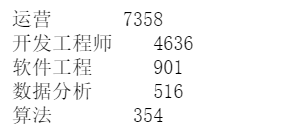 运营 7358
开发工程师 4636
软件工程 901
数据分析 516
算法 354